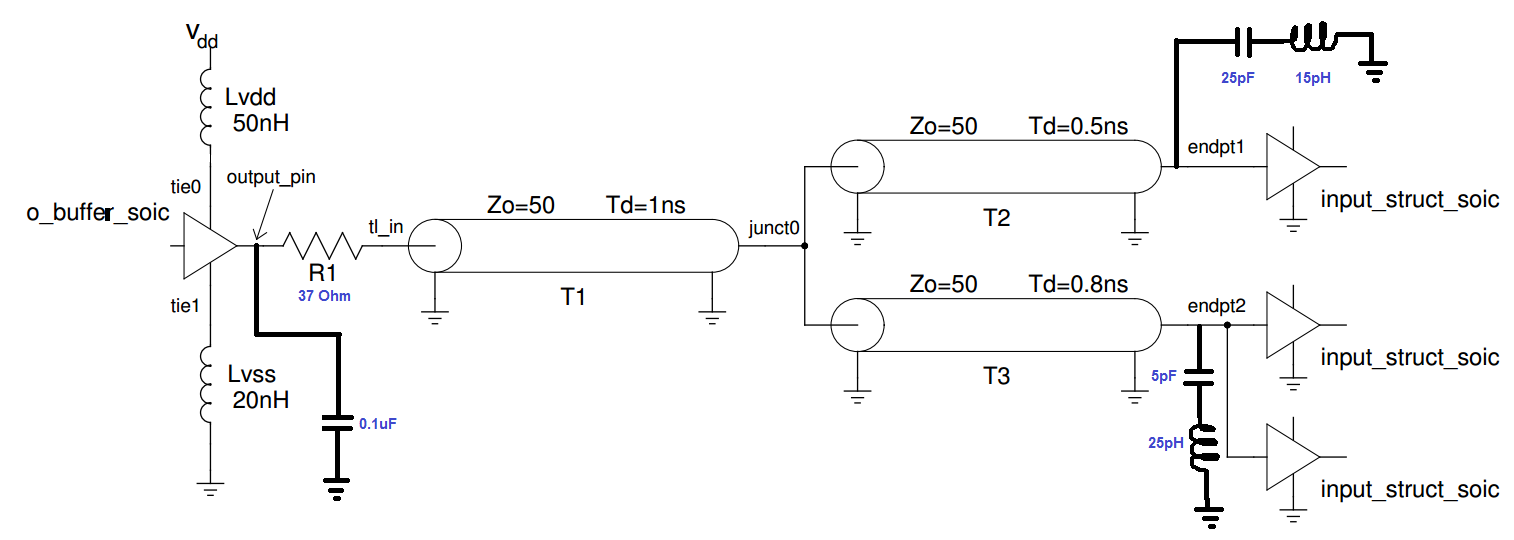 Vdd
Lvdd
50nH
tie0
output_pin
o_buffer_soic
tie1
R1
37 Ohm
tl_in
Lvss
20nH
0.1uF
Zo=50 Td=1ns
T1
junct0
Zo=50 Td=0.5ns
T2
25pF 15pH
endpt1
input_struct_soic
Zo=50 Td=0.8ns
T3
endpt2
5pF
25pH
input_struct_soic
input_struct_soic